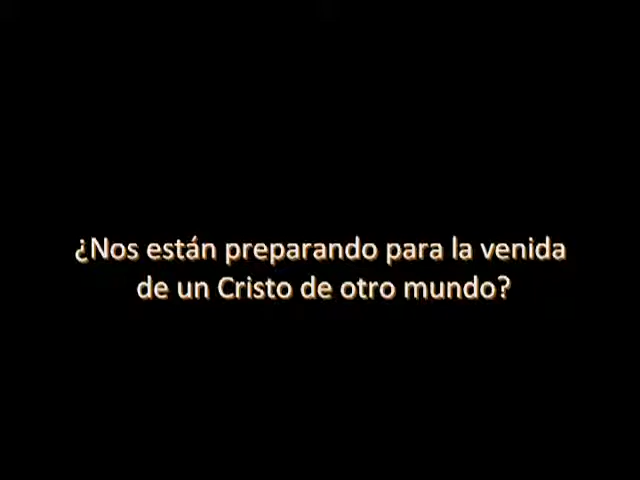 ¿Nos están preparando para la venida
de un Cristo de otro mundo?